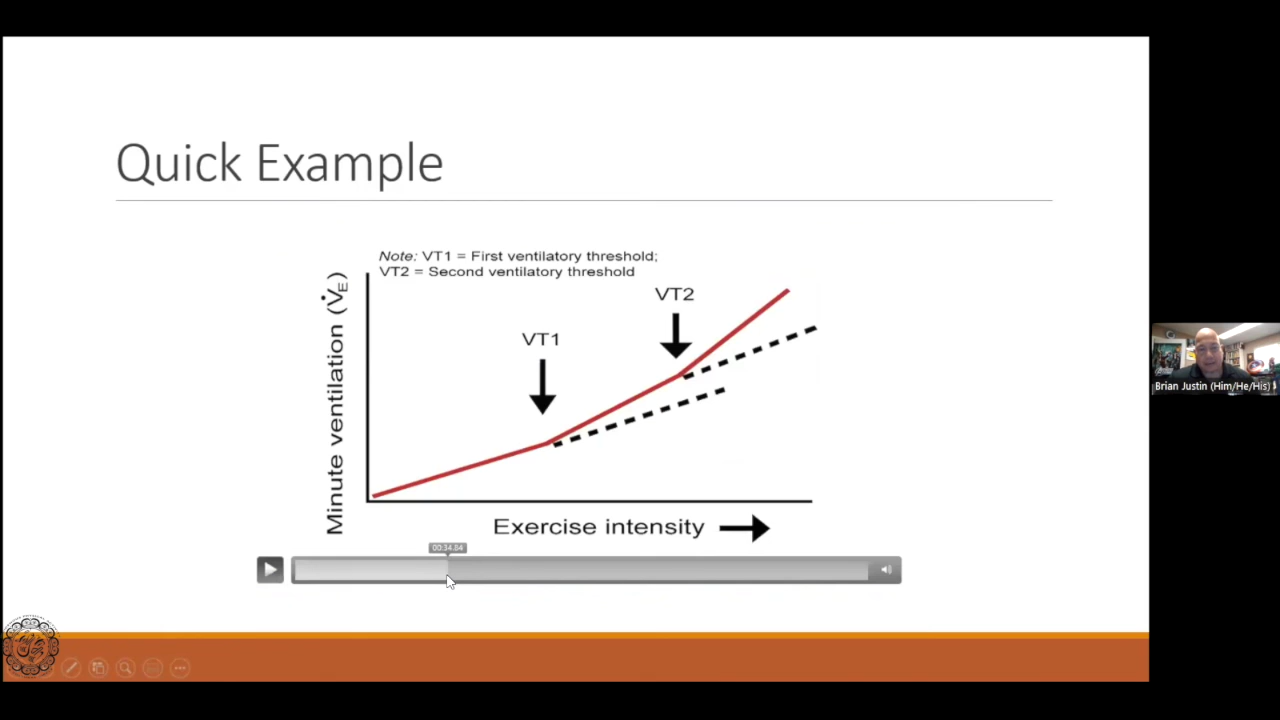 Quick Example
Note: VT1 = First ventilatory threshold;
VT2 = Second ventilatory threshold
VT2
VT1
Minute ventilation (V̇E)
Exercise intensity
00:34.84
Brian Justin (Him/He/His)